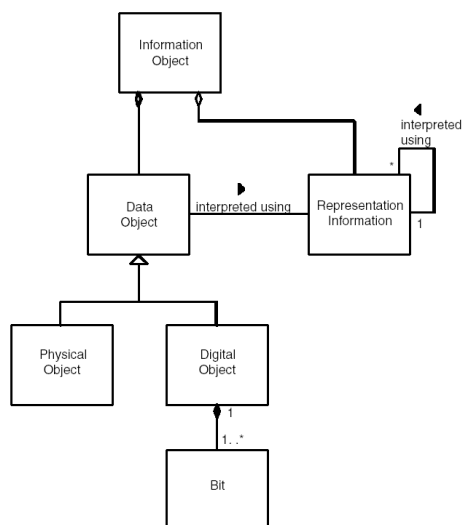 Information
Object
interpreted
using
*
Data
Object
interpreted using
Representation
Information
1
Physical
Object
Digital
Object
1
1. .*
Bit